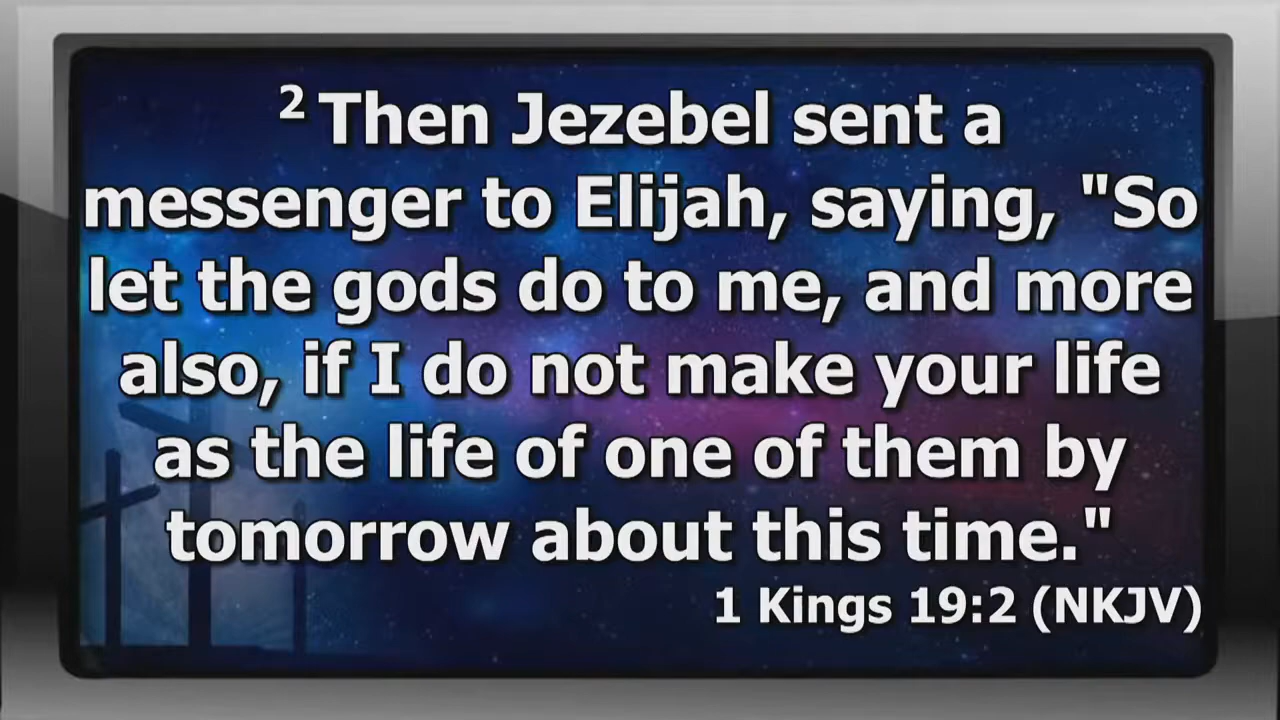 2 Then Jezebel sent a
messenger to Elijah, saying, "So
let the gods do to me, and more
also, if I do not make your life
as the life of one of them by
tomorrow about this time."
1 Kings 19:2 (NKJV)